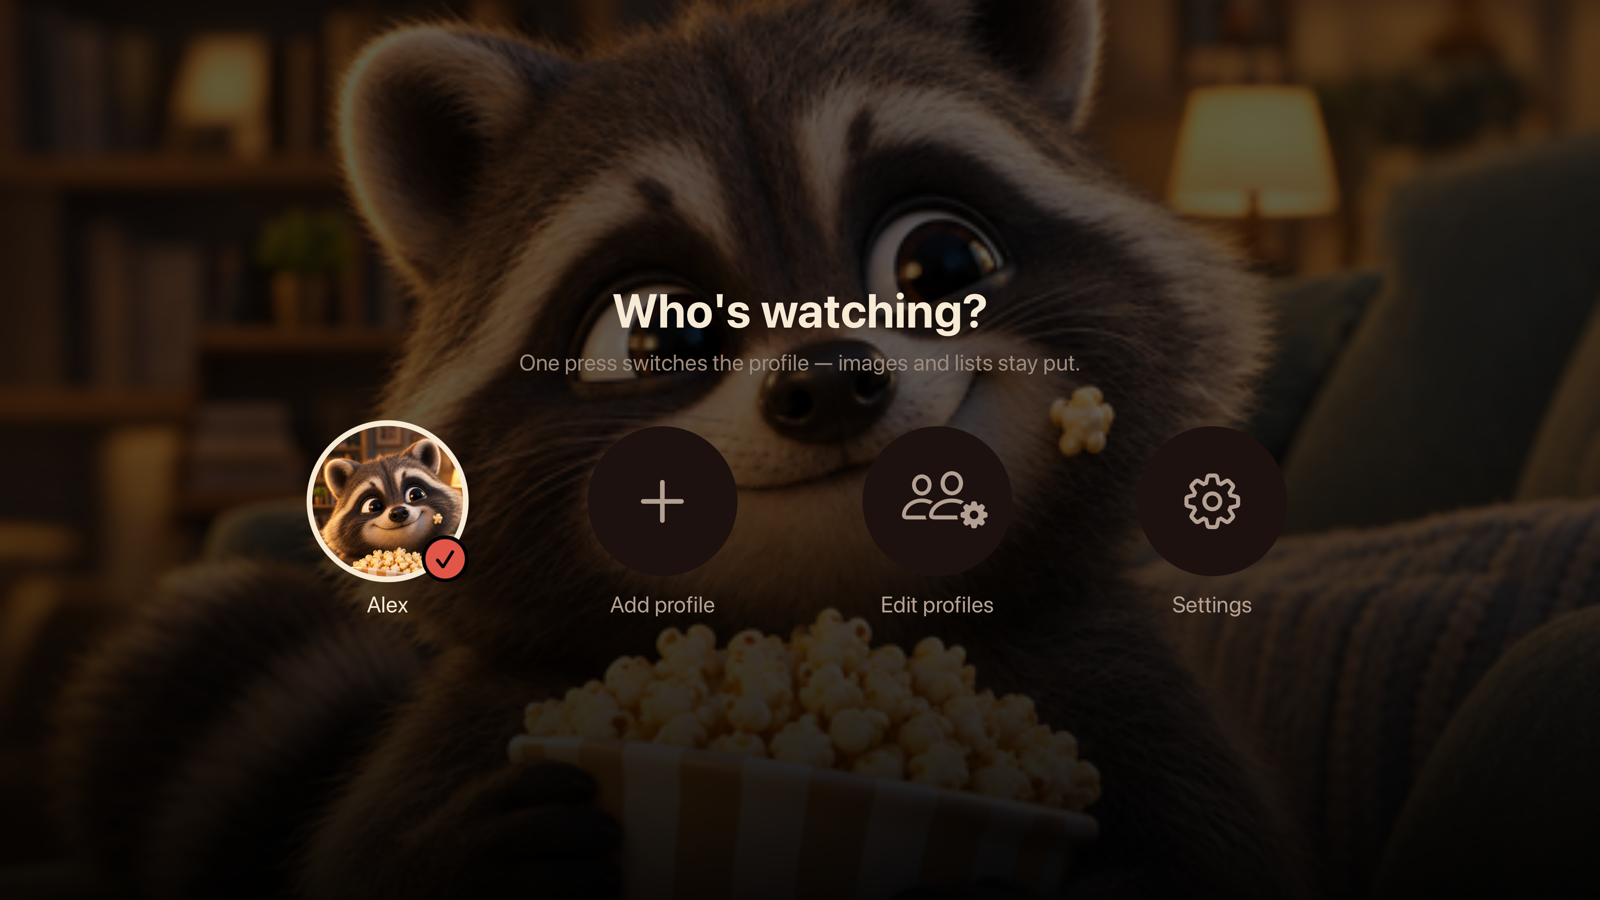 Who's watching?
One press switches the profile — images and lists stay put.
Alex
Add profile
Edit profiles
Settings